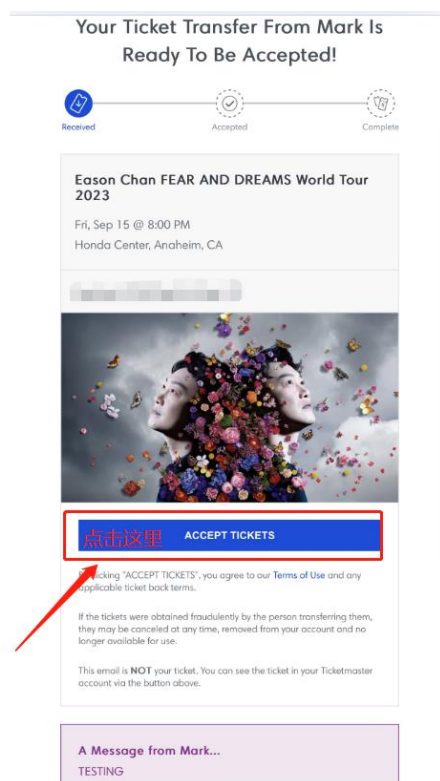 Your Ticket Transfer From Mark Is
Ready To Be Accepted!
Received
Accepted
Complete
Eason Chan FEAR AND DREAMS World Tour
2023
Fri, Sep 15 @ 8:00 PM
Honda Center, Anaheim, CA
点击这里
ACCEPT TICKETS
clicking "ACCEPT TICKETS", you agree to our Terms of Use and any
applicable ticket back terms.
If the tickets were obtained fraudulently by the person transferring them,
they may be canceled at any time, removed from your account and no
longer available for use.
This email is NOT your ticket. You can see the ticket in your Ticketmaster
account via the button above.
A Message from Mark...
TESTING